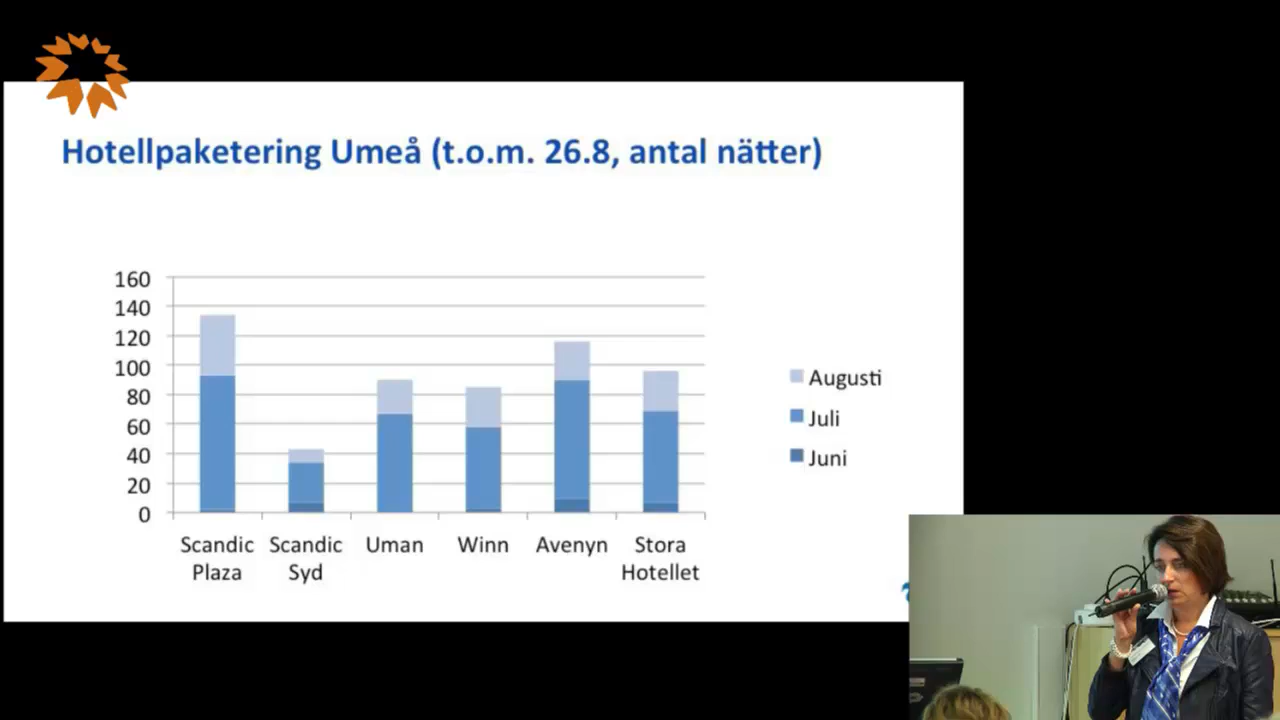 Hotellpaketering Umeå (t.o.m. 26.8, antal nätter)
160
140
120
100
80
60
40
20
0
Scandic Plaza
Scandic Syd
Uman
Winn
Avenyn
Stora Hotellet
Augusti
Juli
Juni